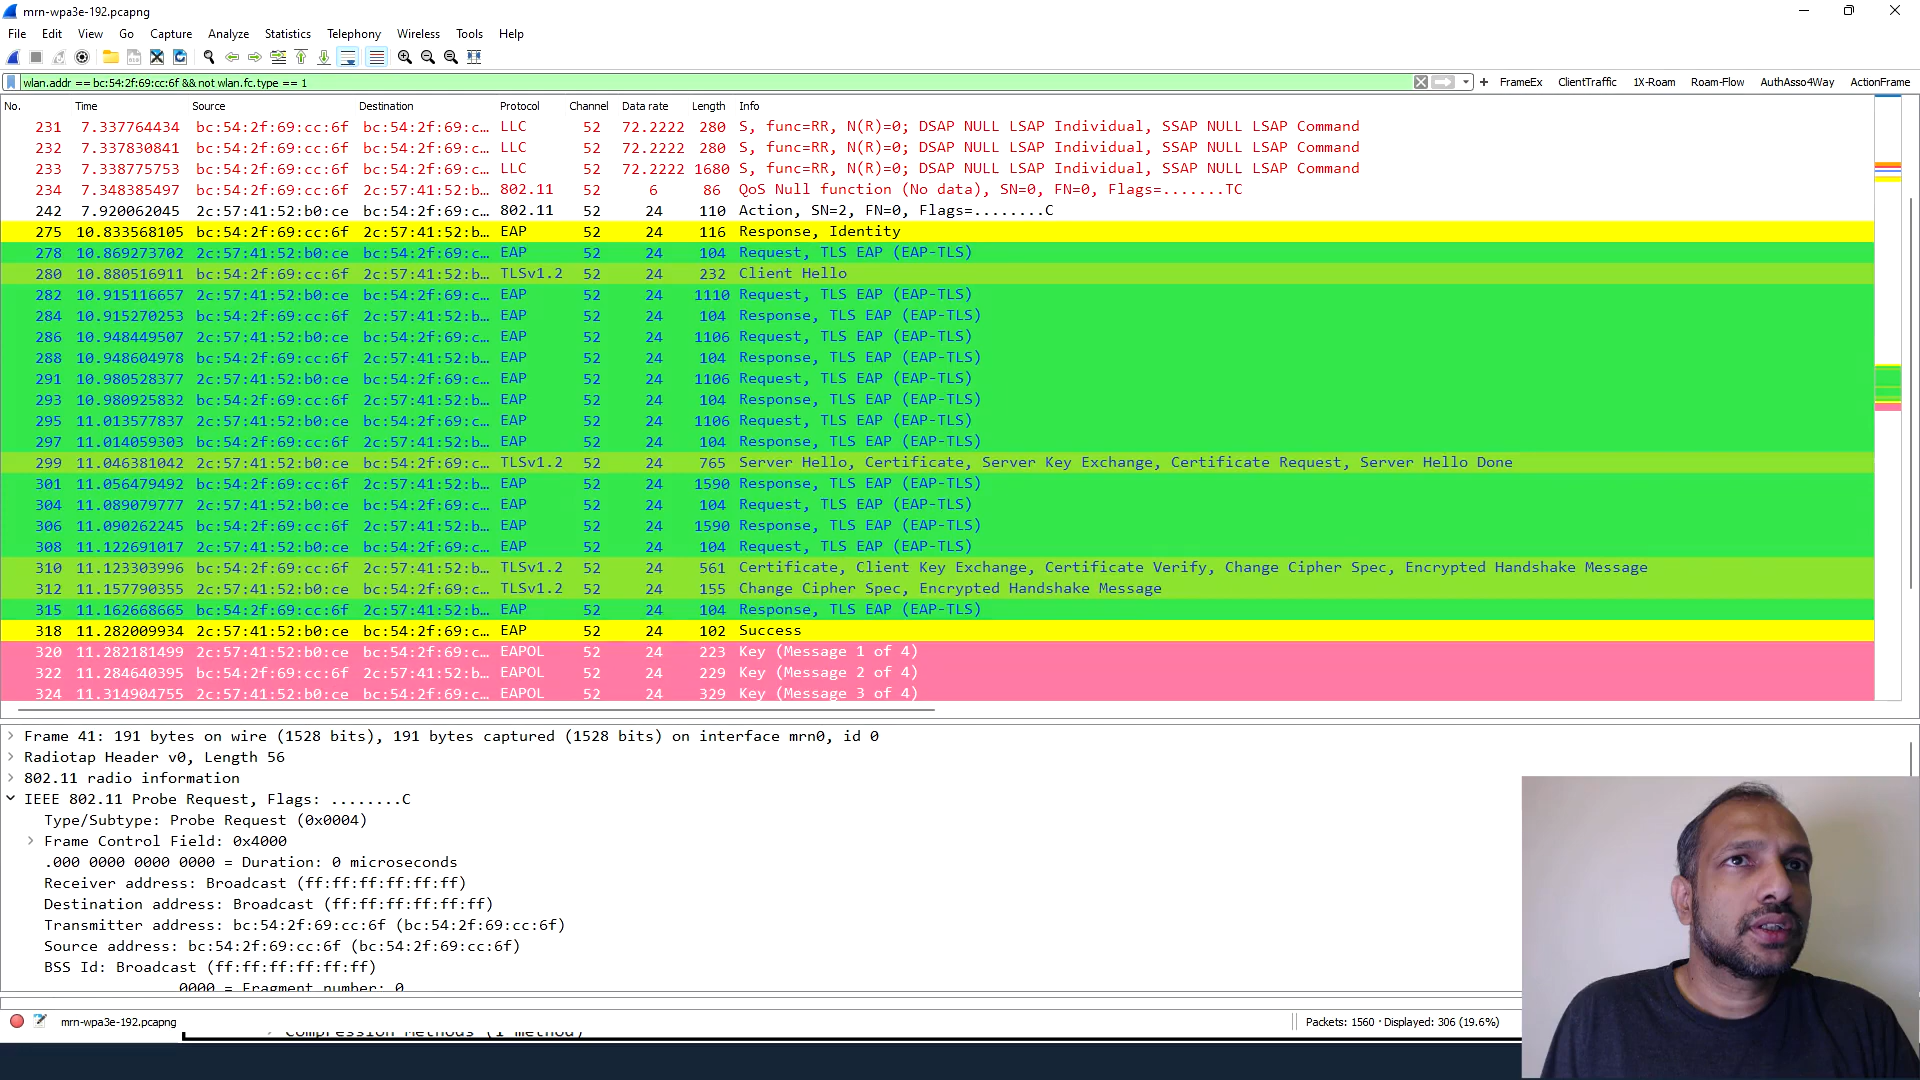 mrn-wpa3e-192.pcapng
File Edit View Go Capture Analyze Statistics Telephony Wireless Tools Help
wlan.addr == bc:54:2f:69:cc:6f && not wlan.fc.type == 1 + FrameEx ClientTraffic 1X-Roam Roam-Flow AuthAsso4Way ActionFrame
No. Time Source Destination Protocol Channel Data rate Length Info
231 7.337764434 bc:54:2f:69:cc:6f bc:54:2f:69:c… LLC 52 72.2222 280 S, func=RR, N(R)=0; DSAP NULL LSAP Individual, SSAP NULL LSAP Command
232 7.337830841 bc:54:2f:69:cc:6f bc:54:2f:69:c… LLC 52 72.2222 280 S, func=RR, N(R)=0; DSAP NULL LSAP Individual, SSAP NULL LSAP Command
233 7.338775753 bc:54:2f:69:cc:6f bc:54:2f:69:c… LLC 52 72.2222 1680 S, func=RR, N(R)=0; DSAP NULL LSAP Individual, SSAP NULL LSAP Command
234 7.348385497 bc:54:2f:69:cc:6f 2c:57:41:52:b… 802.11 52 6 86 QoS Null function (No data), SN=0, FN=0, Flags=.......TC
242 7.920062045 2c:57:41:52:b0:ce bc:54:2f:69:c… 802.11 52 24 110 Action, SN=2, FN=0, Flags=........C
275 10.833568105 bc:54:2f:69:cc:6f 2c:57:41:52:b… EAP 52 24 116 Response, Identity
278 10.869273702 2c:57:41:52:b0:ce bc:54:2f:69:c… EAP 52 24 104 Request, TLS EAP (EAP-TLS)
280 10.880516911 bc:54:2f:69:cc:6f 2c:57:41:52:b… TLSv1.2 52 24 232 Client Hello
282 10.915116657 2c:57:41:52:b0:ce bc:54:2f:69:c… EAP 52 24 1110 Request, TLS EAP (EAP-TLS)
284 10.915270253 bc:54:2f:69:cc:6f 2c:57:41:52:b… EAP 52 24 104 Response, TLS EAP (EAP-TLS)
286 10.948449507 2c:57:41:52:b0:ce bc:54:2f:69:c… EAP 52 24 1106 Request, TLS EAP (EAP-TLS)
288 10.948604978 bc:54:2f:69:cc:6f 2c:57:41:52:b… EAP 52 24 104 Response, TLS EAP (EAP-TLS)
291 10.980528377 2c:57:41:52:b0:ce bc:54:2f:69:c… EAP 52 24 1106 Request, TLS EAP (EAP-TLS)
293 10.980925832 bc:54:2f:69:cc:6f 2c:57:41:52:b… EAP 52 24 104 Response, TLS EAP (EAP-TLS)
295 11.013577837 2c:57:41:52:b0:ce bc:54:2f:69:c… EAP 52 24 1106 Request, TLS EAP (EAP-TLS)
297 11.014059303 bc:54:2f:69:cc:6f 2c:57:41:52:b… EAP 52 24 104 Response, TLS EAP (EAP-TLS)
299 11.046381042 2c:57:41:52:b0:ce bc:54:2f:69:c… TLSv1.2 52 24 765 Server Hello, Certificate, Server Key Exchange, Certificate Request, Server Hello Done
301 11.056479492 bc:54:2f:69:cc:6f 2c:57:41:52:b… EAP 52 24 1590 Response, TLS EAP (EAP-TLS)
304 11.089079777 2c:57:41:52:b0:ce bc:54:2f:69:c… EAP 52 24 104 Request, TLS EAP (EAP-TLS)
306 11.090262245 bc:54:2f:69:cc:6f 2c:57:41:52:b… EAP 52 24 1590 Response, TLS EAP (EAP-TLS)
308 11.122691017 2c:57:41:52:b0:ce bc:54:2f:69:c… EAP 52 24 104 Request, TLS EAP (EAP-TLS)
310 11.123303996 bc:54:2f:69:cc:6f 2c:57:41:52:b… TLSv1.2 52 24 561 Certificate, Client Key Exchange, Certificate Verify, Change Cipher Spec, Encrypted Handshake Message
312 11.157790355 2c:57:41:52:b0:ce bc:54:2f:69:c… TLSv1.2 52 24 155 Change Cipher Spec, Encrypted Handshake Message
315 11.162668665 bc:54:2f:69:cc:6f 2c:57:41:52:b… EAP 52 24 104 Response, TLS EAP (EAP-TLS)
318 11.282009934 2c:57:41:52:b0:ce bc:54:2f:69:c… EAP 52 24 102 Success
320 11.282181499 2c:57:41:52:b0:ce bc:54:2f:69:c… EAPOL 52 24 223 Key (Message 1 of 4)
322 11.284640395 bc:54:2f:69:cc:6f 2c:57:41:52:b… EAPOL 52 24 229 Key (Message 2 of 4)
324 11.314904755 2c:57:41:52:b0:ce bc:54:2f:69:c… EAPOL 52 24 329 Key (Message 3 of 4)
Frame 41: 191 bytes on wire (1528 bits), 191 bytes captured (1528 bits) on interface mrn0, id 0
Radiotap Header v0, Length 56
802.11 radio information
IEEE 802.11 Probe Request, Flags: ........C
Type/Subtype: Probe Request (0x0004)
Frame Control Field: 0x4000
.000 0000 0000 0000 = Duration: 0 microseconds
Receiver address: Broadcast (ff:ff:ff:ff:ff:ff)
Destination address: Broadcast (ff:ff:ff:ff:ff:ff)
Transmitter address: bc:54:2f:69:cc:6f (bc:54:2f:69:cc:6f)
Source address: bc:54:2f:69:cc:6f (bc:54:2f:69:cc:6f)
BSS Id: Broadcast (ff:ff:ff:ff:ff:ff)
0000 = Fragment number: 0
mrn-wpa3e-192.pcapng Packets: 1560 · Displayed: 306 (19.6%)
Compression Methods (1 method)